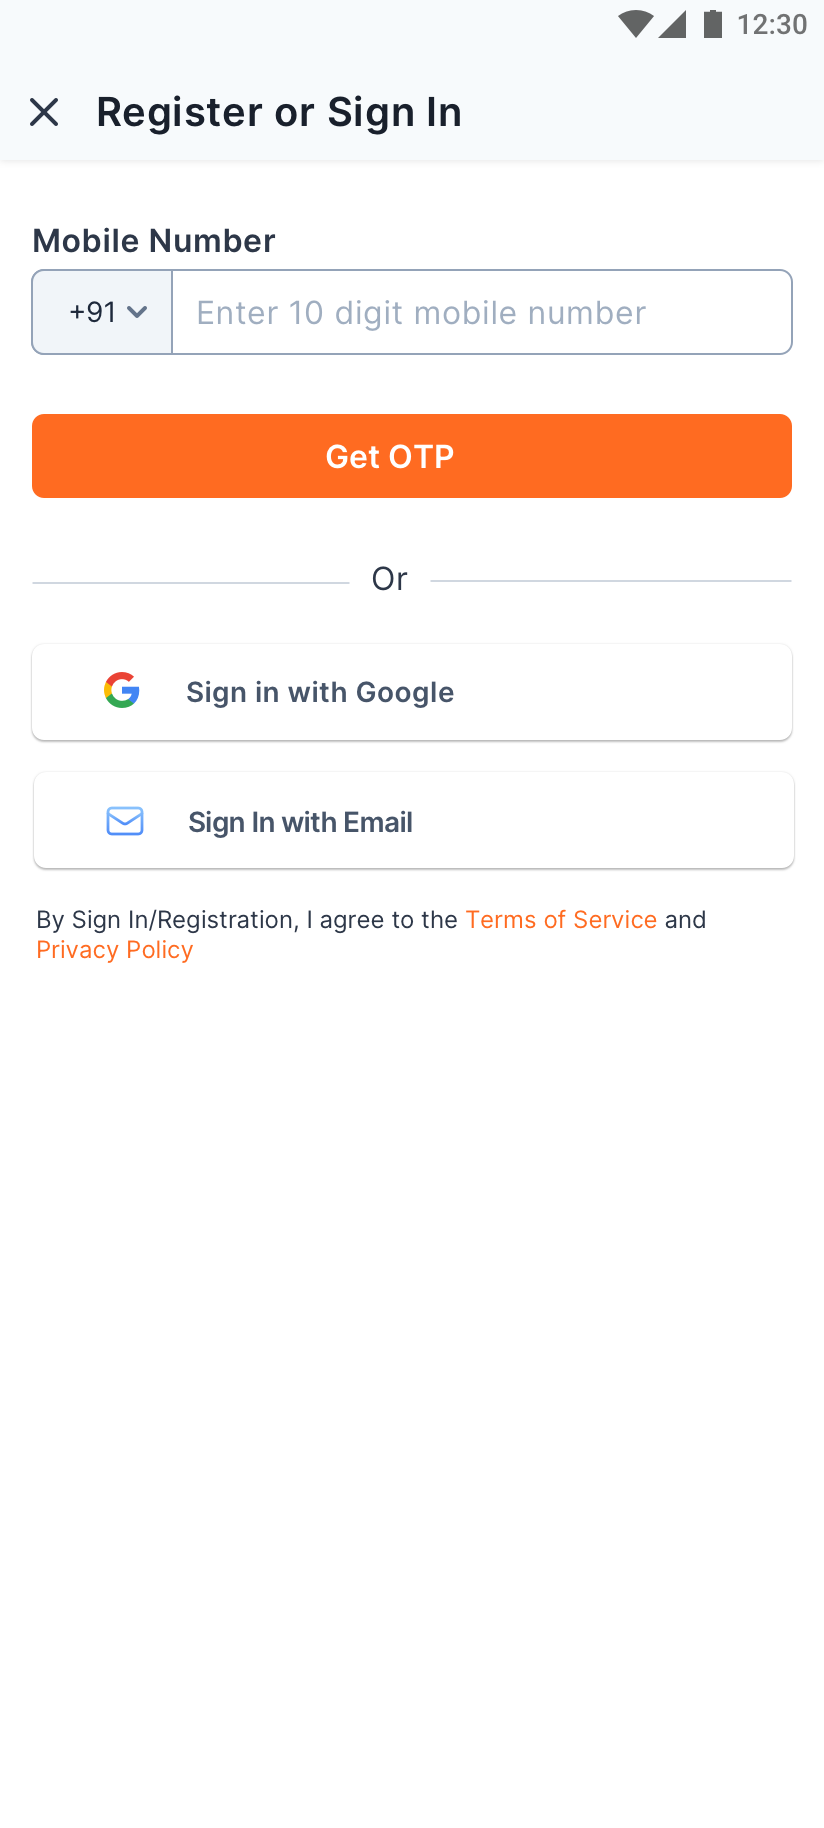 12:30
Register or Sign In
Mobile Number
+91
Enter 10 digit mobile number
Get OTP
Or
Sign in with Google
Sign In with Email
By Sign In/Registration, I agree to the Terms of Service and
Privacy Policy